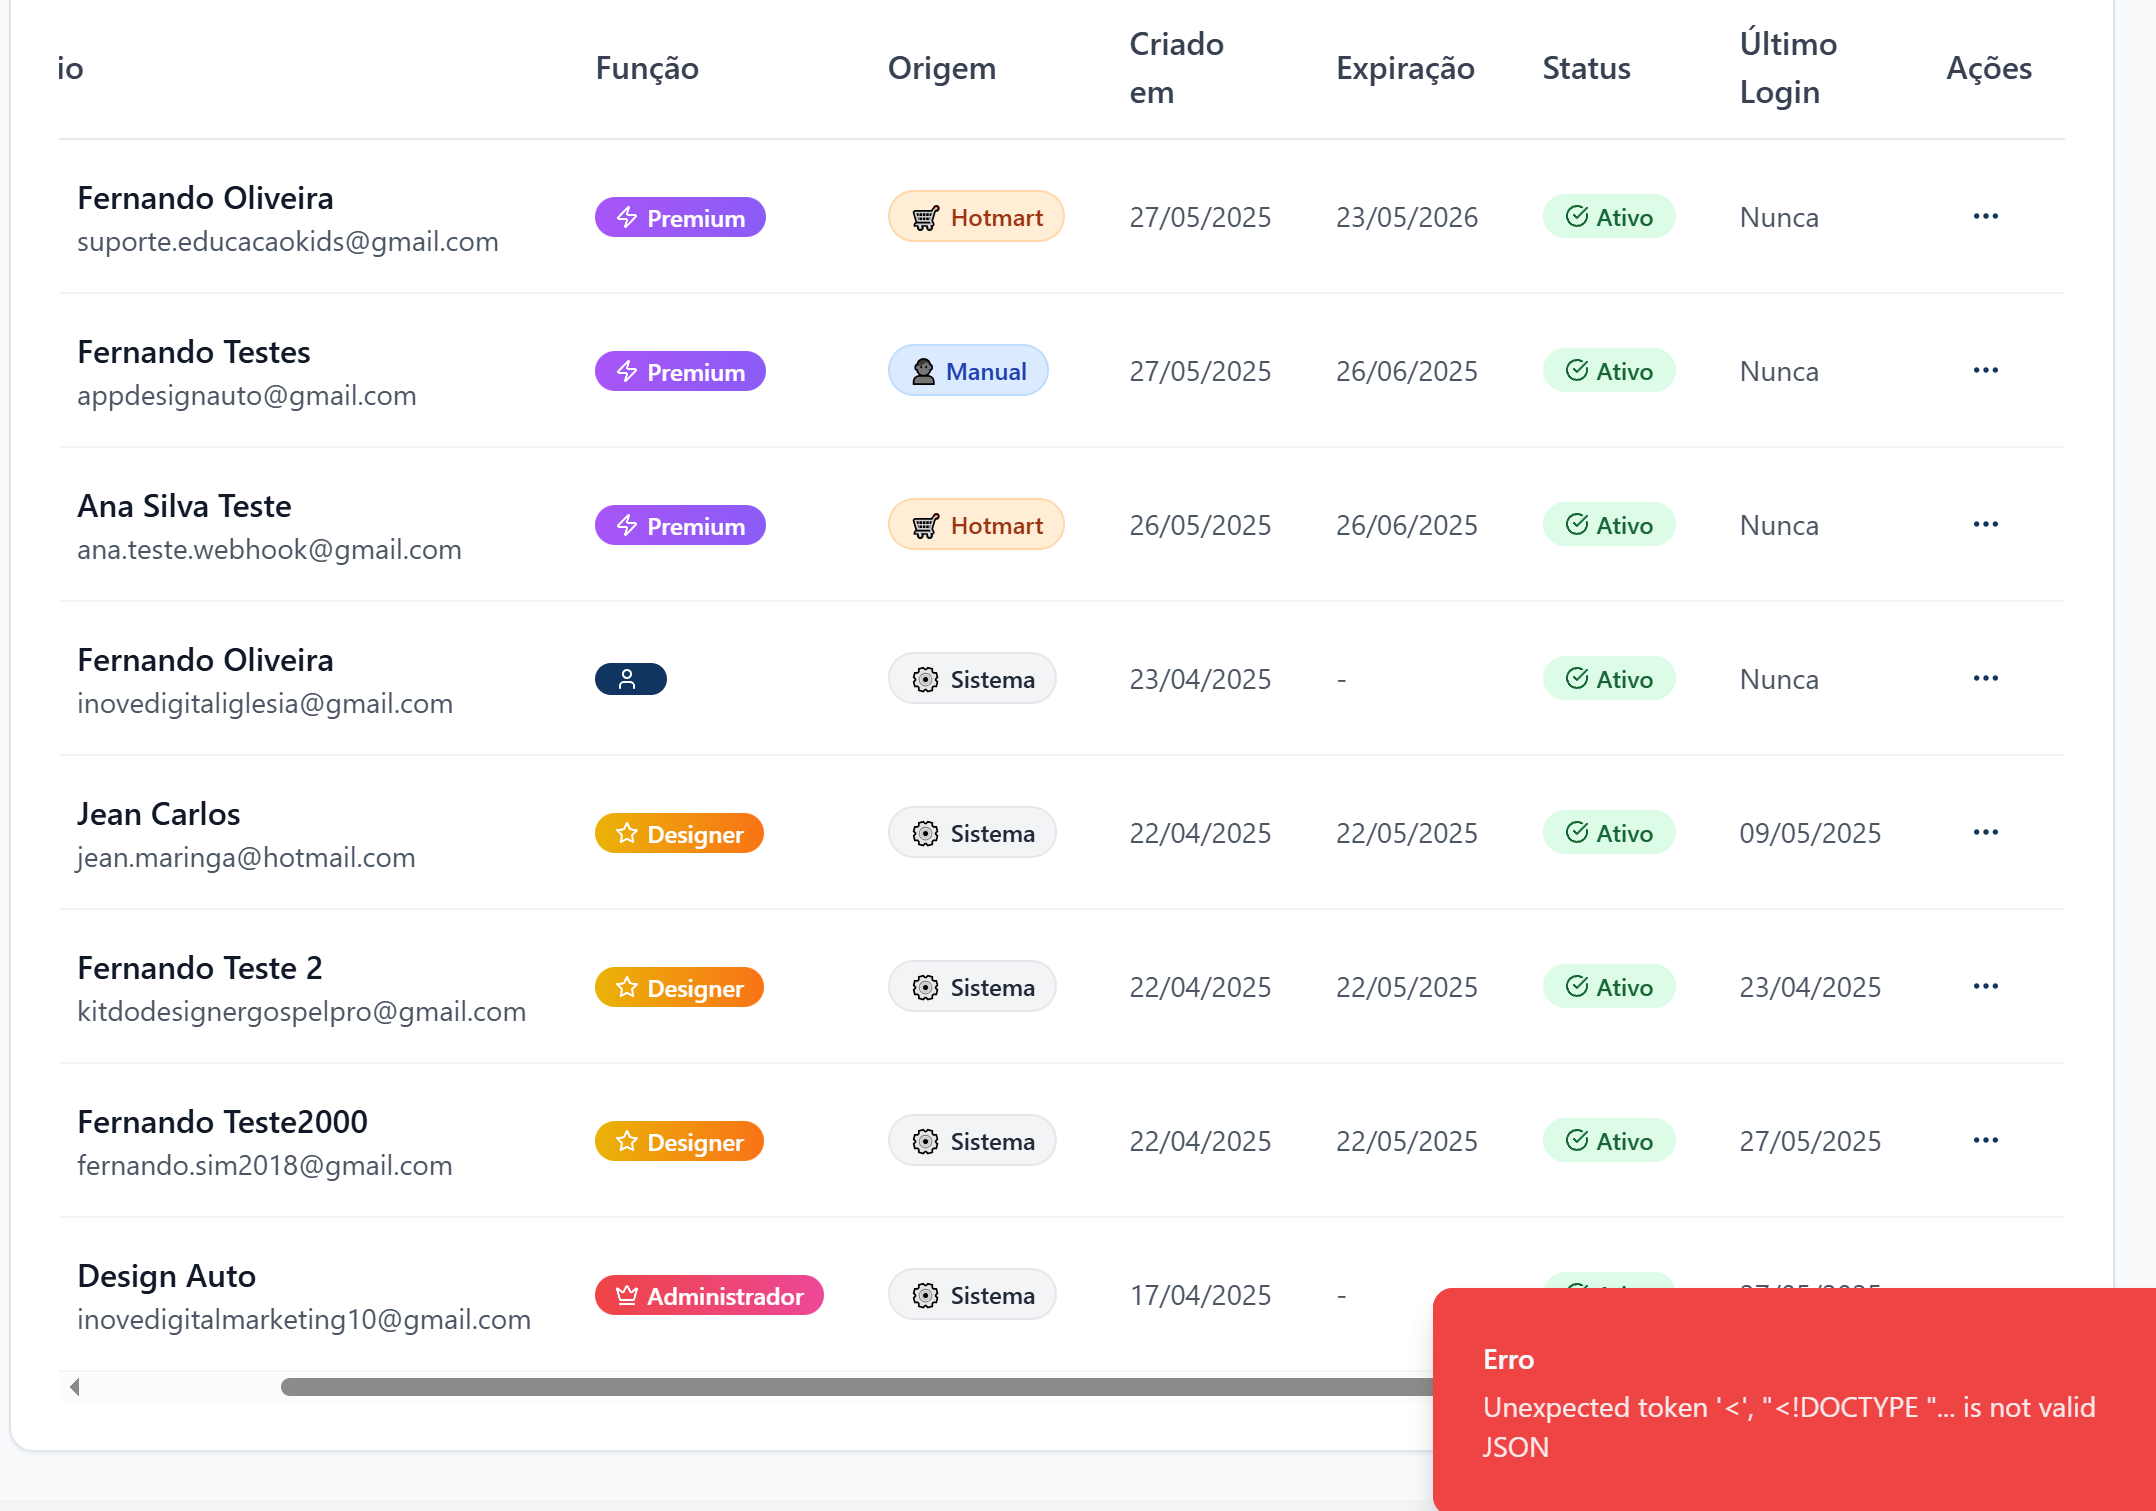 io Função Origem Criado em Expiração Status Último Login Ações
Fernando Oliveira
suporte.educacaokids@gmail.com
Premium Hotmart 27/05/2025 23/05/2026 Ativo Nunca
Fernando Testes
appdesignauto@gmail.com
Premium Manual 27/05/2025 26/06/2025 Ativo Nunca
Ana Silva Teste
ana.teste.webhook@gmail.com
Premium Hotmart 26/05/2025 26/06/2025 Ativo Nunca
Fernando Oliveira
inovedigitaliglesia@gmail.com
Sistema 23/04/2025 - Ativo Nunca
Jean Carlos
jean.maringa@hotmail.com
Designer Sistema 22/04/2025 22/05/2025 Ativo 09/05/2025
Fernando Teste 2
kitdodesignergospelpro@gmail.com
Designer Sistema 22/04/2025 22/05/2025 Ativo 23/04/2025
Fernando Teste2000
fernando.sim2018@gmail.com
Designer Sistema 22/04/2025 22/05/2025 Ativo 27/05/2025
Design Auto
inovedigitalmarketing10@gmail.com
Administrador Sistema 17/04/2025 -
Erro
Unexpected token '<', "<!DOCTYPE "... is not valid
JSON